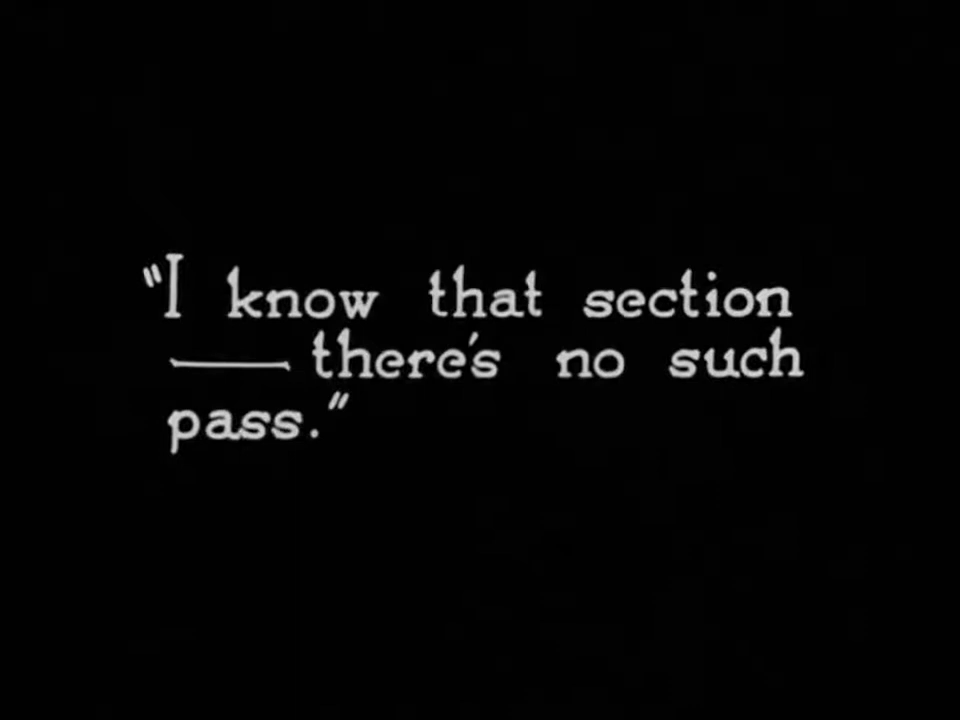 "I know that section
—there's no such
pass."